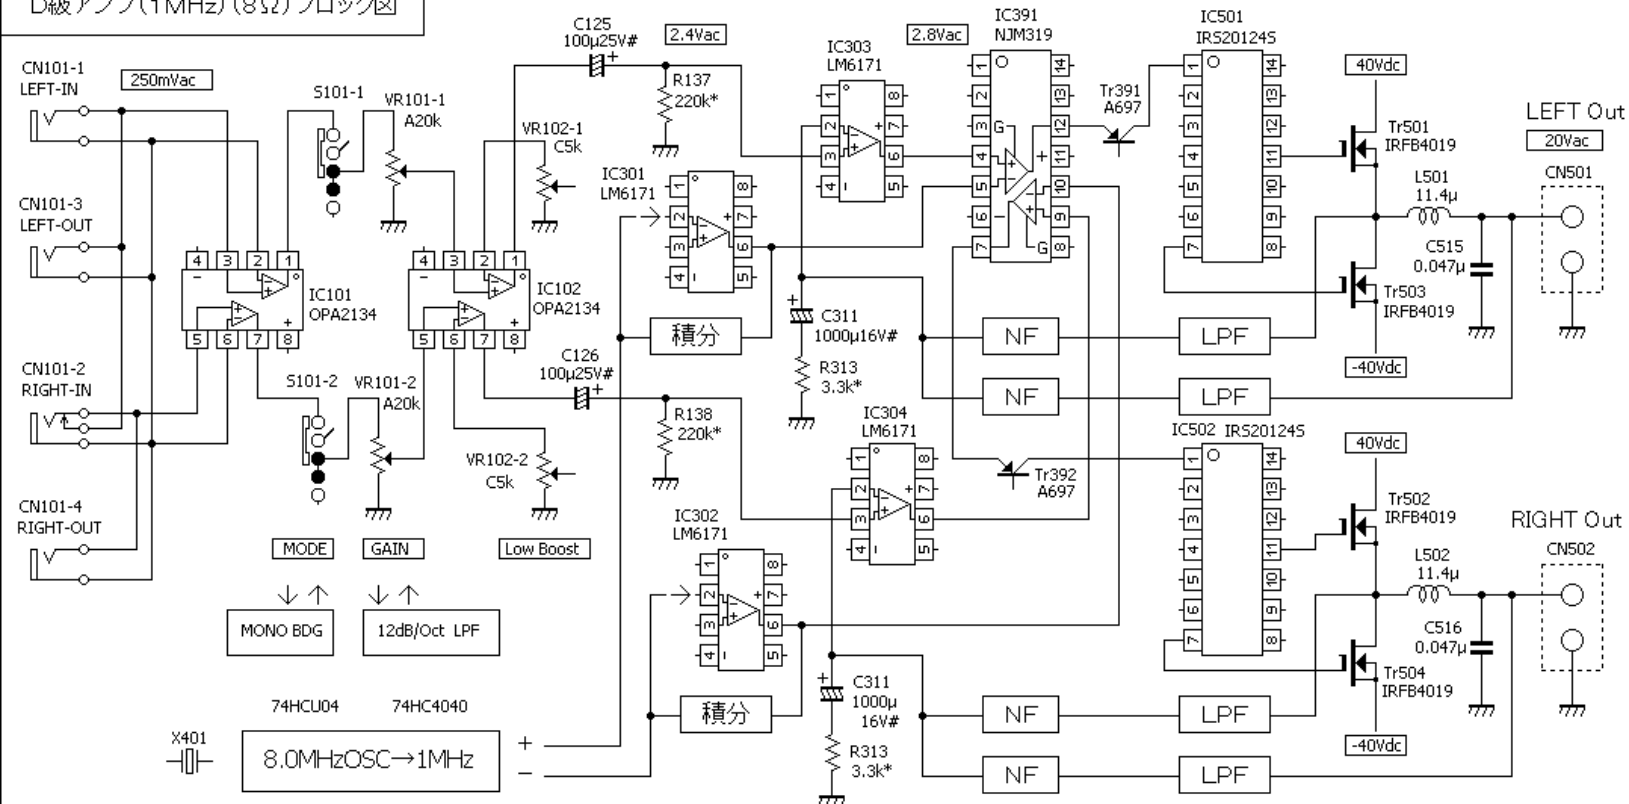 D級アンプ(1MHz)(8Ω)ブロック図
CN101-1
LEFT-IN
250mVac
S101-1
VR101-1
A20k
C125
100μ25V#
2.4Vac
R137
220k*
VR102-1
C5k
IC301
LM6171
IC303
LM6171
2.8Vac
IC391
NJM319
Tr391
A697
IC501
IRS20124S
40Vdc
Tr501
IRFB4019
LEFT Out
20Vac
CN501
L501
11.4μ
C515
0.047μ
Tr503
IRFB4019
-40Vdc
CN101-3
LEFT-OUT
IC101
OPA2134
IC102
OPA2134
積分
C311
1000μ16V#
R313
3.3k*
NF
LPF
NF
LPF
CN101-2
RIGHT-IN
S101-2
VR101-2
A20k
C126
100μ25V#
R138
220k*
VR102-2
C5k
IC304
LM6171
Tr392
A697
IC502 IRS20124S
40Vdc
Tr502
IRFB4019
RIGHT Out
CN502
L502
11.4μ
C516
0.047μ
Tr504
IRFB4019
-40Vdc
CN101-4
RIGHT-OUT
IC302
LM6171
MODE
GAIN
Low Boost
MONO BDG
12dB/Oct LPF
積分
C311
1000μ
16V#
R313
3.3k*
NF
LPF
NF
LPF
74HCU04
74HC4040
X401
8.0MHzOSC→1MHz
+
−